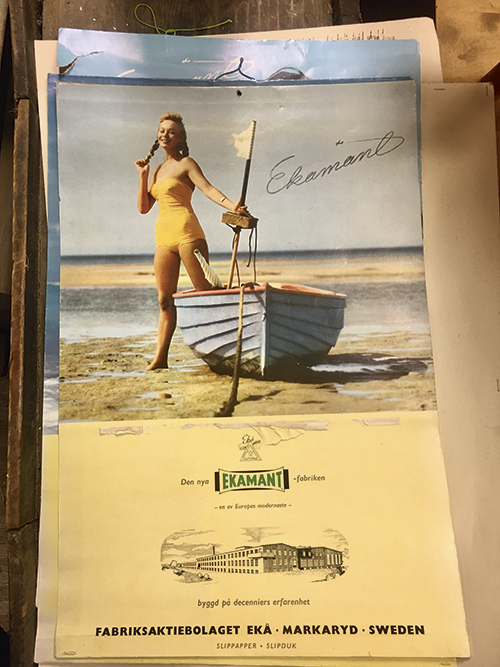 Ekamant
Den nya EKAMANT -fabriken
- en av Europas modernaste -
byggd på decenniers erfarenhet
FABRIKSAKTIEBOLAGET EKÅ · MARKARYD · SWEDEN
SLIPPAPPER · SLIPDUK